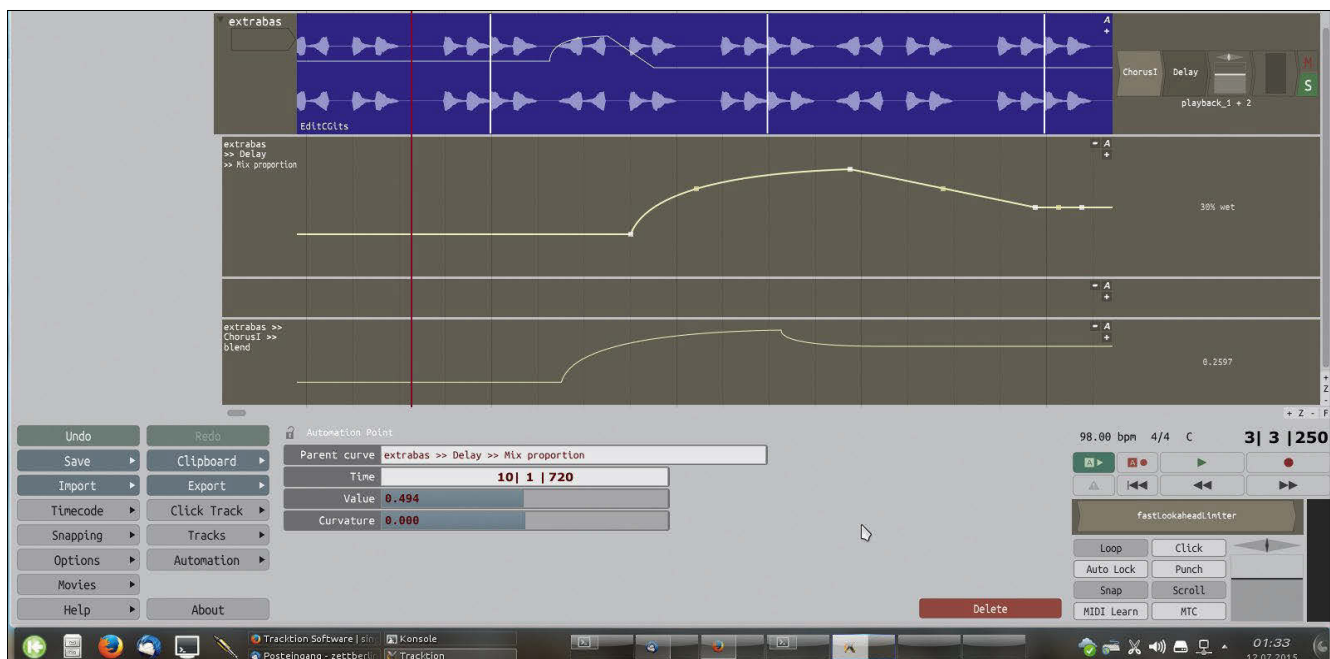 extrabas
A
+
EditCGits
ChorusI
Delay
M
S
playback_1 + 2
extrabas
>> Delay
>> Mix proportion
- A
+
30% wet
- A
+
extrabas >>
ChorusI >>
blend
- A
+
0.2597
+
Z
-
+ Z - F
Undo
Redo
Save
Clipboard
Import
Export
Timecode
Click Track
Snapping
Tracks
Options
Automation
Movies
Help
About
Automation Point
Parent curve extrabas >> Delay >> Mix proportion
Time 10| 1 |720
Value 0.494
Curvature 0.000
Delete
98.00 bpm 4/4 C 3| 3 |250
A
A
fastLookaheadLimiter
Loop
Click
Auto Lock
Punch
Snap
Scroll
MIDI Learn
MTC
Tracktion Software | sin
Konsole
Posteingang - zettberlin
Tracktion
01:33
12.07.2015